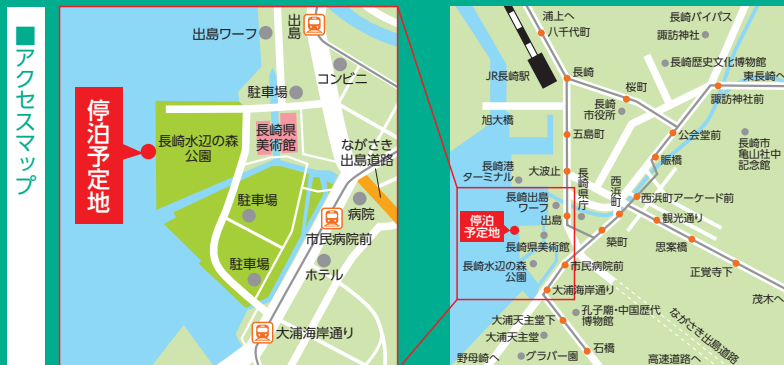 ■アクセスマップ
出島ワーフ
出島
コンビニ
駐車場
停泊予定地
長崎水辺の森
公園
長崎県
美術館
ながさき
出島道路
駐車場
病院
市民病院前
駐車場
ホテル
大浦海岸通り
浦上へ
八千代町
長崎バイパス
諏訪神社
長崎歴史文化博物館
JR長崎駅
長崎
東長崎へ
桜町
諏訪神社前
長崎
市役所
旭大橋
五島町
公会堂前
長崎市
亀山社中
記念館
賑橋
長崎港
ターミナル
大波止
長崎県庁
西浜町
西浜町アーケード前
長崎出島
ワーフ
出島
観光通り
停泊
予定地
築町
思案橋
長崎県美術館
正覚寺下
長崎水辺の森
公園
市民病院前
茂木へ
大浦海岸通り
孔子廟・中国歴代
博物館
ながさき出島道路
大浦天主堂下
大浦天主堂
石橋
野母崎へ
グラバー園
高速道路へ